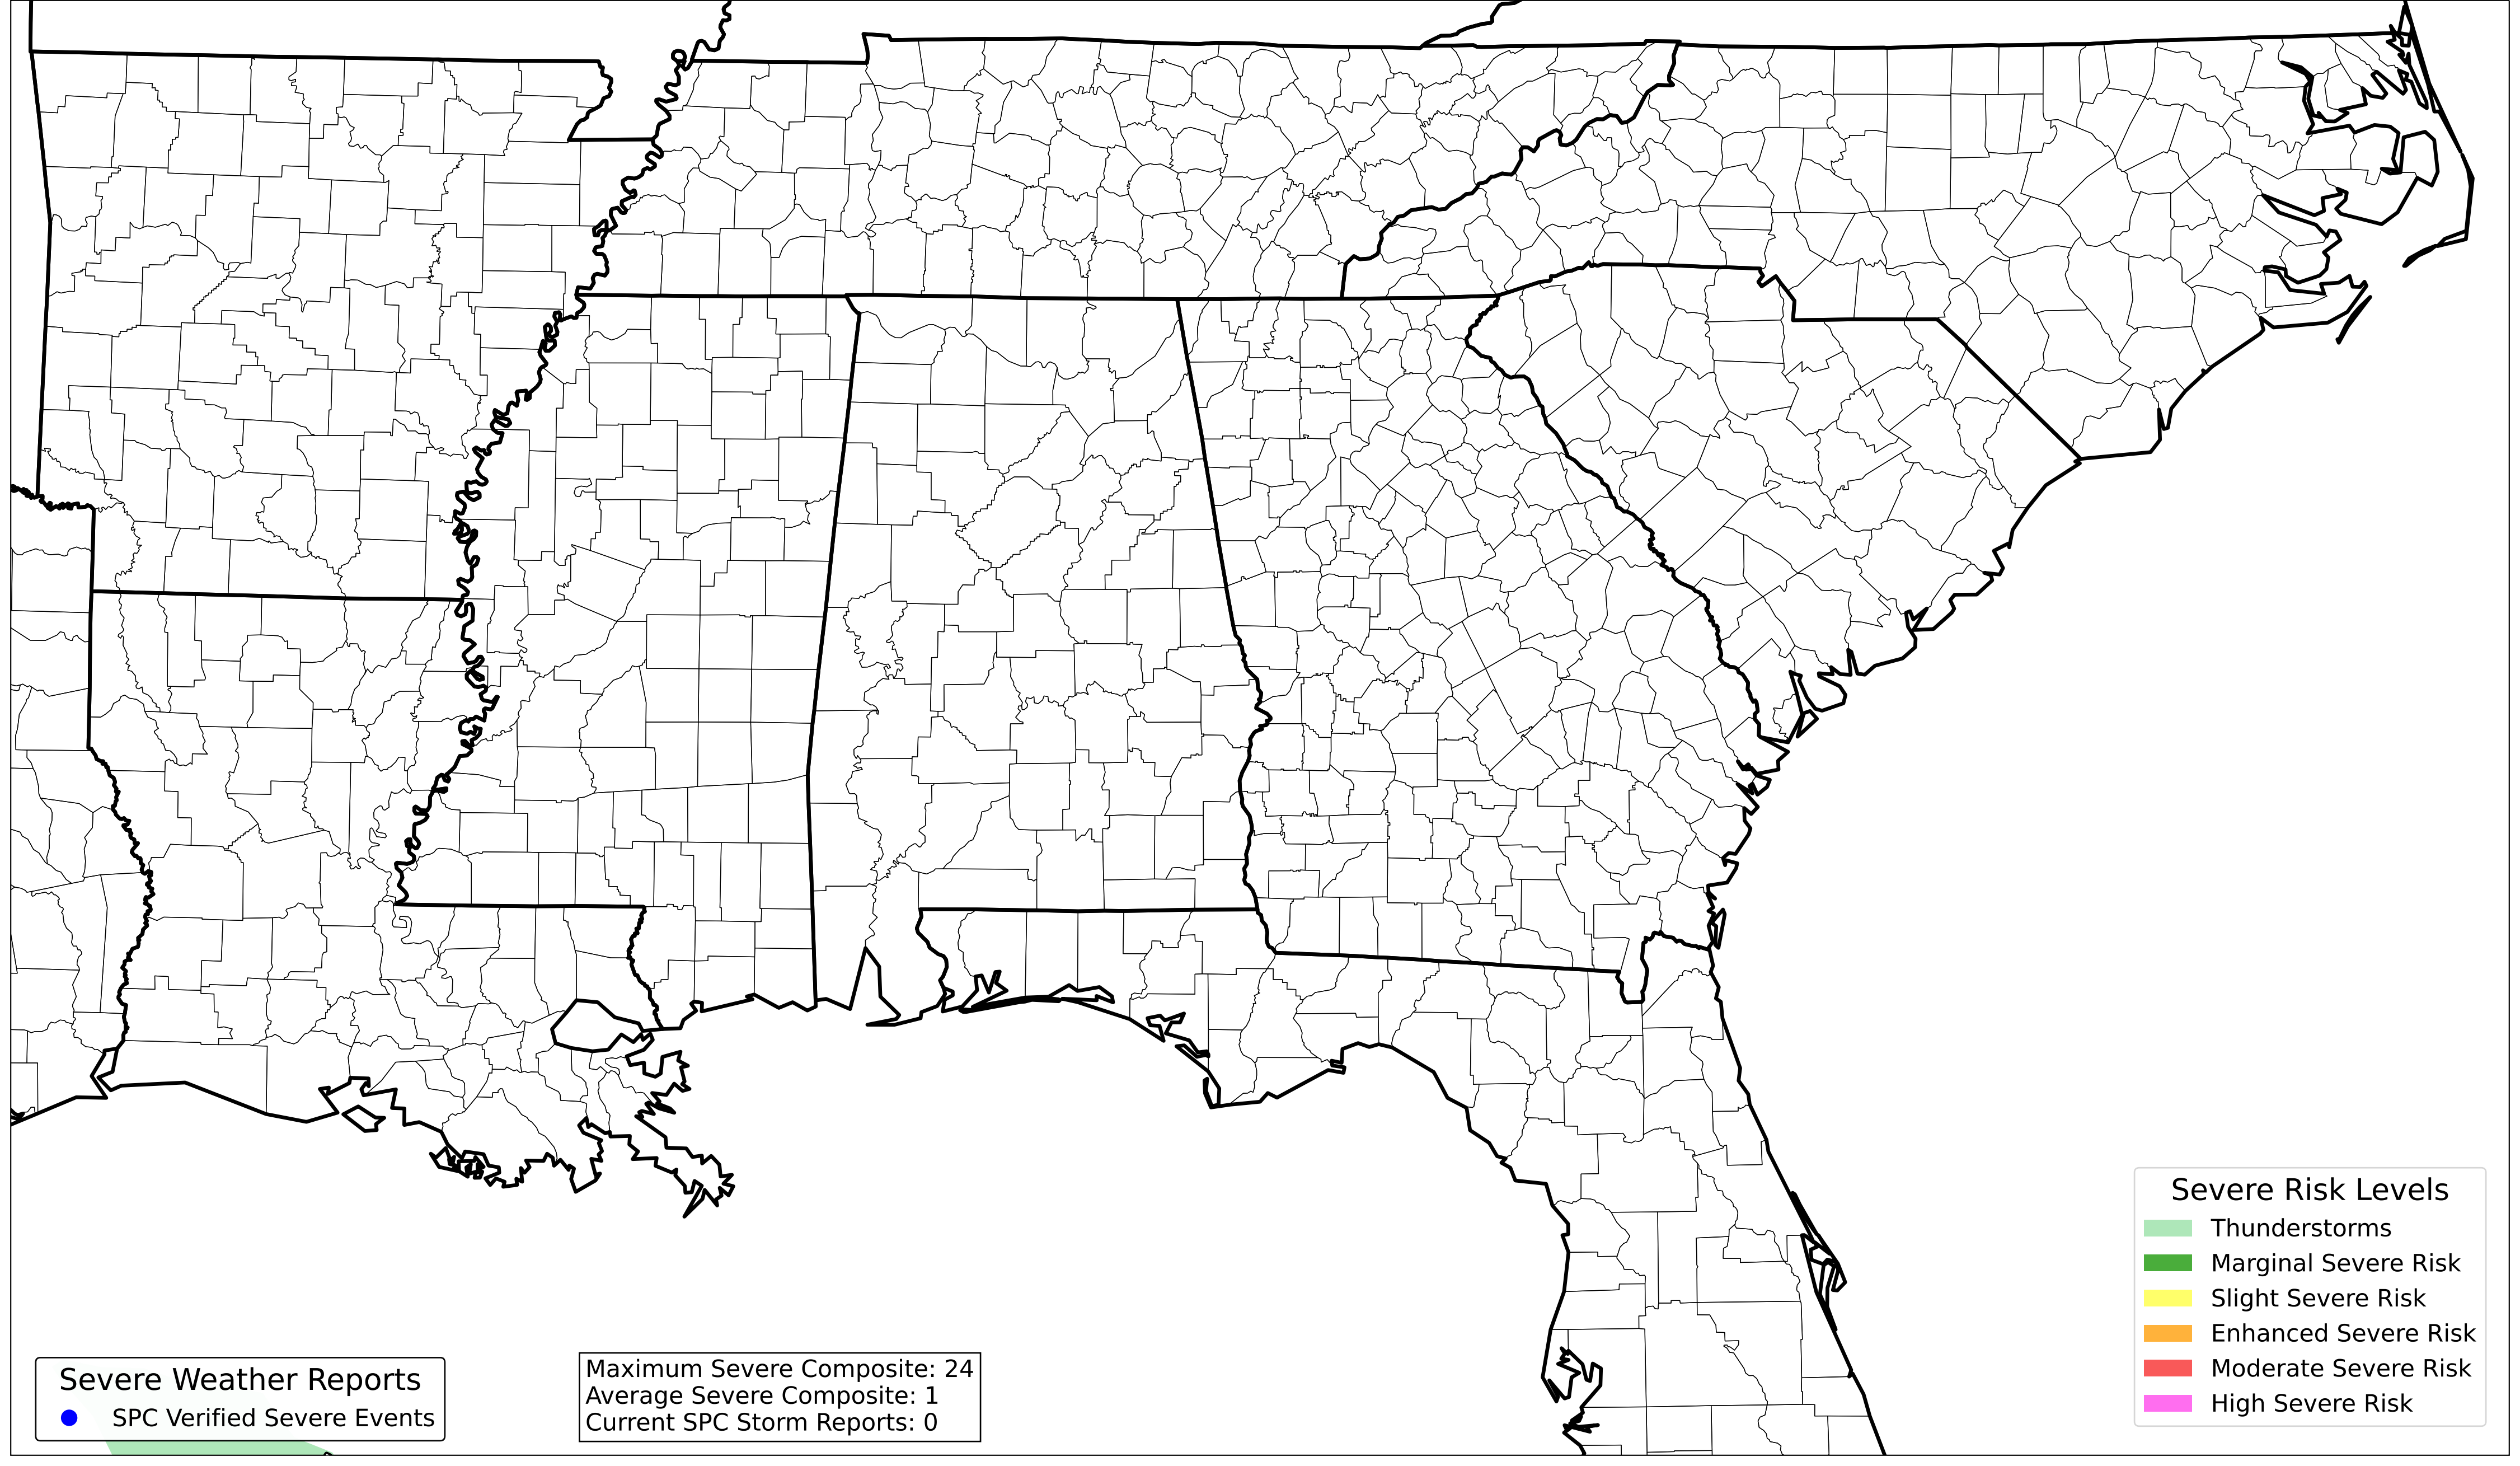 Severe Risk Levels
Thunderstorms
Marginal Severe Risk
Slight Severe Risk
Enhanced Severe Risk
Moderate Severe Risk
High Severe Risk
Severe Weather Reports
SPC Verified Severe Events
Maximum Severe Composite: 24
Average Severe Composite: 1
Current SPC Storm Reports: 0